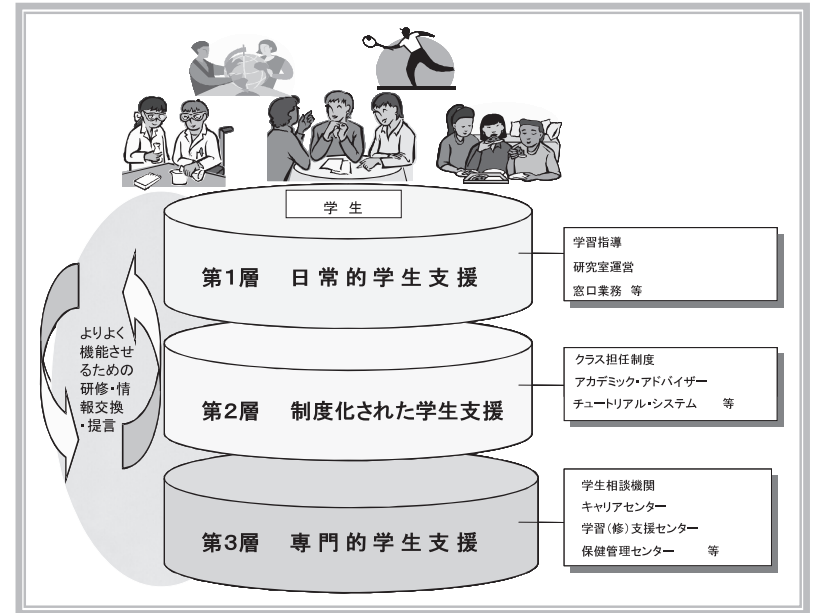 学 生
第1層 日常的学生支援
学習指導
研究室運営
窓口業務 等
よりよく
機能させ
るための
研修・情
報交換
・提言
第2層 制度化された学生支援
クラス担任制度
アカデミック・アドバイザー
チュートリアル・システム 等
第3層 専門的学生支援
学生相談機関
キャリアセンター
学習(修)支援センター
保健管理センター 等